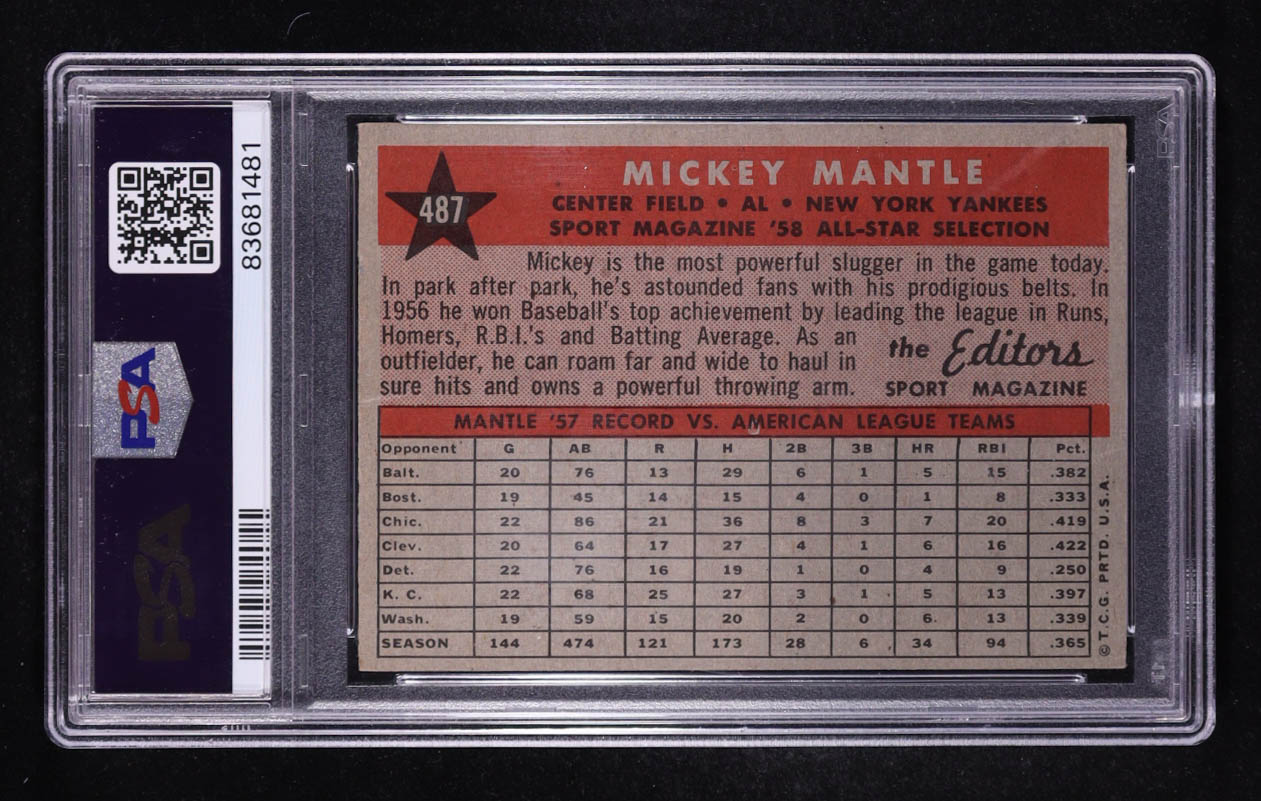 83681481
PSA
PSA
PSA
487
MICKEY MANTLE
CENTER FIELD • AL • NEW YORK YANKEES
SPORT MAGAZINE '58 ALL-STAR SELECTION
Mickey is the most powerful slugger in the game today.
In park after park, he's astounded fans with his prodigious belts. In
1956 he won Baseball's top achievement by leading the league in Runs,
Homers, R.B.I.'s and Batting Average. As an
outfielder, he can roam far and wide to haul in
sure hits and owns a powerful throwing arm.
the Editors
SPORT MAGAZINE
MANTLE '57 RECORD VS. AMERICAN LEAGUE TEAMS
Opponent G AB R H 2B 3B HR RBI Pct.
Balt. 20 76 13 29 6 1 5 15 .382
Bost. 19 45 14 15 4 0 1 8 .333
Chic. 22 86 21 36 8 3 7 20 .419
Clev. 20 64 17 27 4 1 6 16 .422
Det. 22 76 16 19 1 0 4 9 .250
K. C. 22 68 25 27 3 1 5 13 .397
Wash. 19 59 15 20 2 0 6 13 .339
SEASON 144 474 121 173 28 6 34 94 .365
© T.C.G. PRTD. U.S.A.